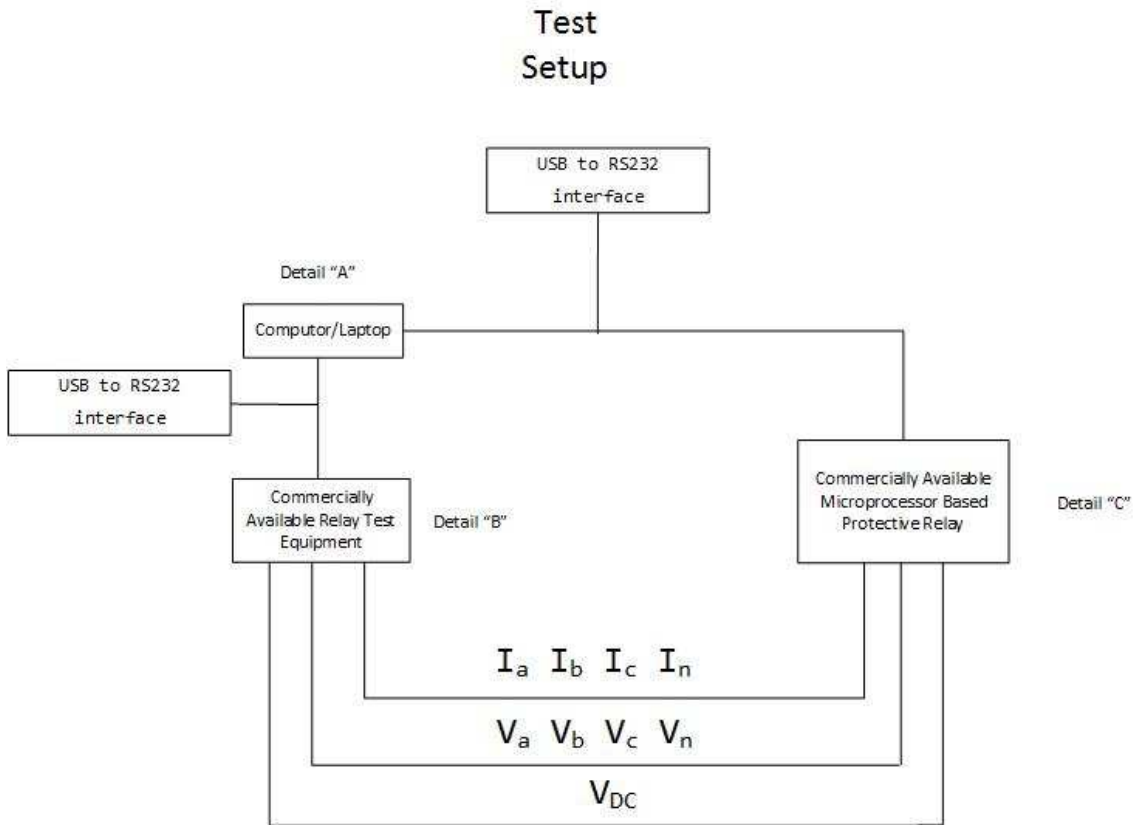 Test
Setup
USB to RS232
interface
Detail “A”
Computor/Laptop
USB to RS232
interface
Commercially
Available Relay Test
Equipment
Detail “B”
Commercially Available
Microprocessor Based
Protective Relay
Detail “C”
Ia Ib Ic In
Va Vb Vc Vn
VDC